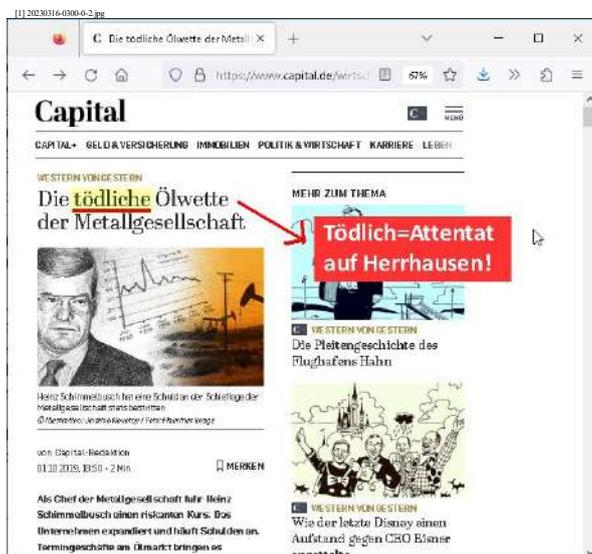 [1] 20230316-0300-0-2.jpg
C Die tödliche Ölwette der Metall
https://www.capital.de/wirtsc
67%
Capital
C
MENÜ
CAPITAL+ GELD & VERSICHERUNG IMMOBILIEN POLITIK & WIRTSCHAFT KARRIERE LEBEN
WESTERN VON GESTERN
Die tödliche Ölwette
der Metallgesellschaft
Heinz Schimmelbusch hat eine Schuld an der Schieflage der
Metallgesellschaft stets bestritten
von Capital-Redaktion
01.10.2019, 13:50 • 2 Min.
MERKEN
Als Chef der Metallgesellschaft fuhr Heinz
Schimmelbusch einen riskanten Kurs. Das
Unternehmen expandiert und häuft Schulden an.
Termingeschäfte am Ölmarkt bringen es
MEHR ZUM THEMA
Tödlich=Attentat
auf Herrhausen!
C+ WESTERN VON GESTERN
Die Pleitengeschichte des
Flughafens Hahn
C+ WESTERN VON GESTERN
Wie der letzte Disney einen
Aufstand gegen CEO Eisner